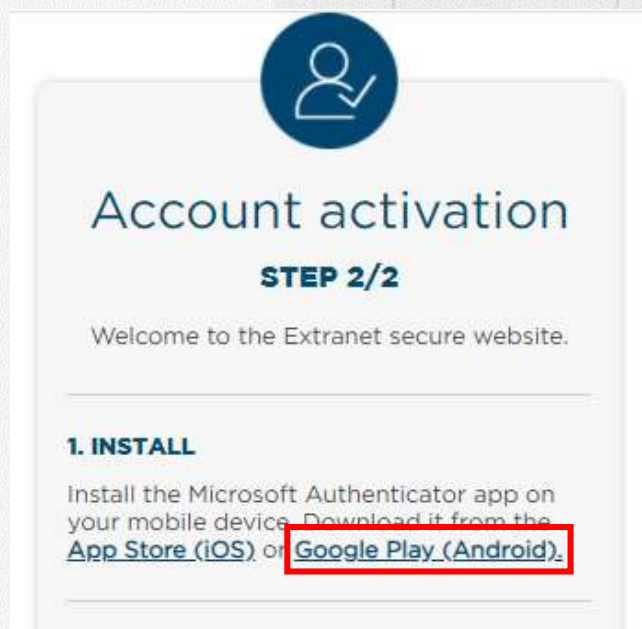 Account activation
STEP 2/2
Welcome to the Extranet secure website.
1. INSTALL
Install the Microsoft Authenticator app on
your mobile device. Download it from the
App Store (iOS) or Google Play (Android).